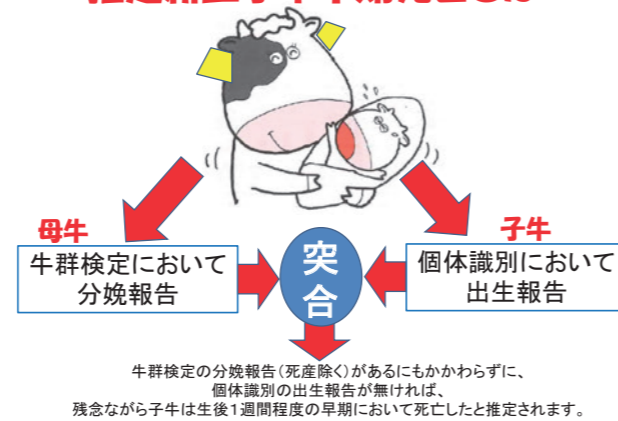 母牛
子牛
牛群検定において
分娩報告
突
合
個体識別において
出生報告
牛群検定の分娩報告(死産除く)があるにもかかわらずに、
個体識別の出生報告が無ければ、
残念ながら子牛は生後1週間程度の早期において死亡したと推定されます。